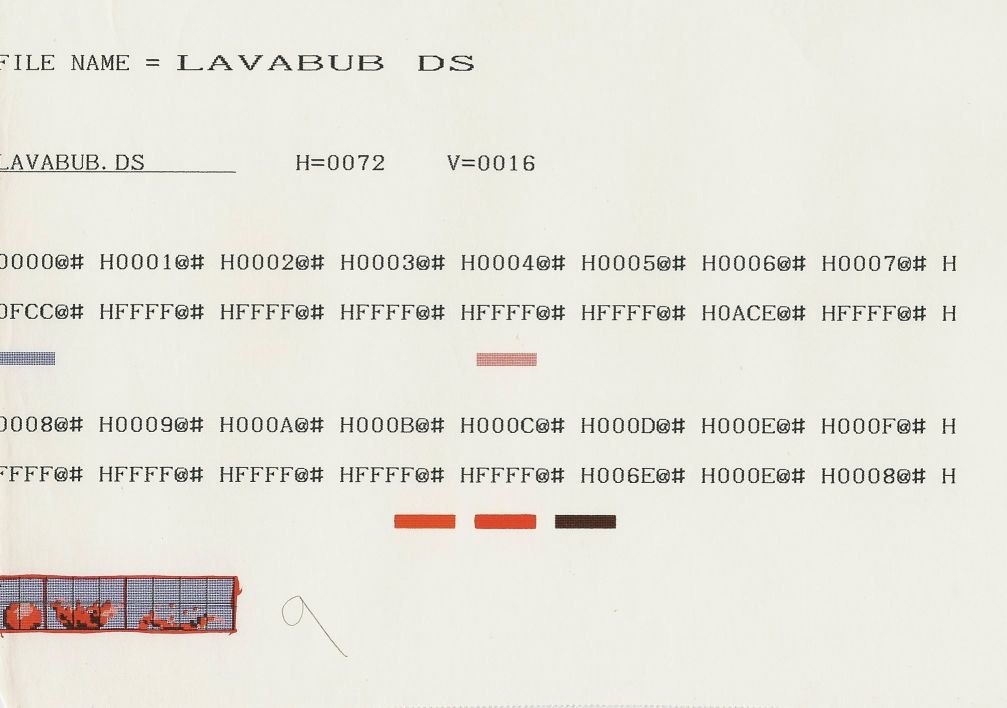 FILE NAME = LAVABUB DS
LAVABUB.DS H=0072 V=0016
0000@# H0001@# H0002@# H0003@# H0004@# H0005@# H0006@# H0007@# H
0FCC@# HFFFF@# HFFFF@# HFFFF@# HFFFF@# HFFFF@# H0ACE@# HFFFF@# H
0008@# H0009@# H000A@# H000B@# H000C@# H000D@# H000E@# H000F@# H
FFFF@# HFFFF@# HFFFF@# HFFFF@# HFFFF@# H006E@# H000E@# H0008@# H
9